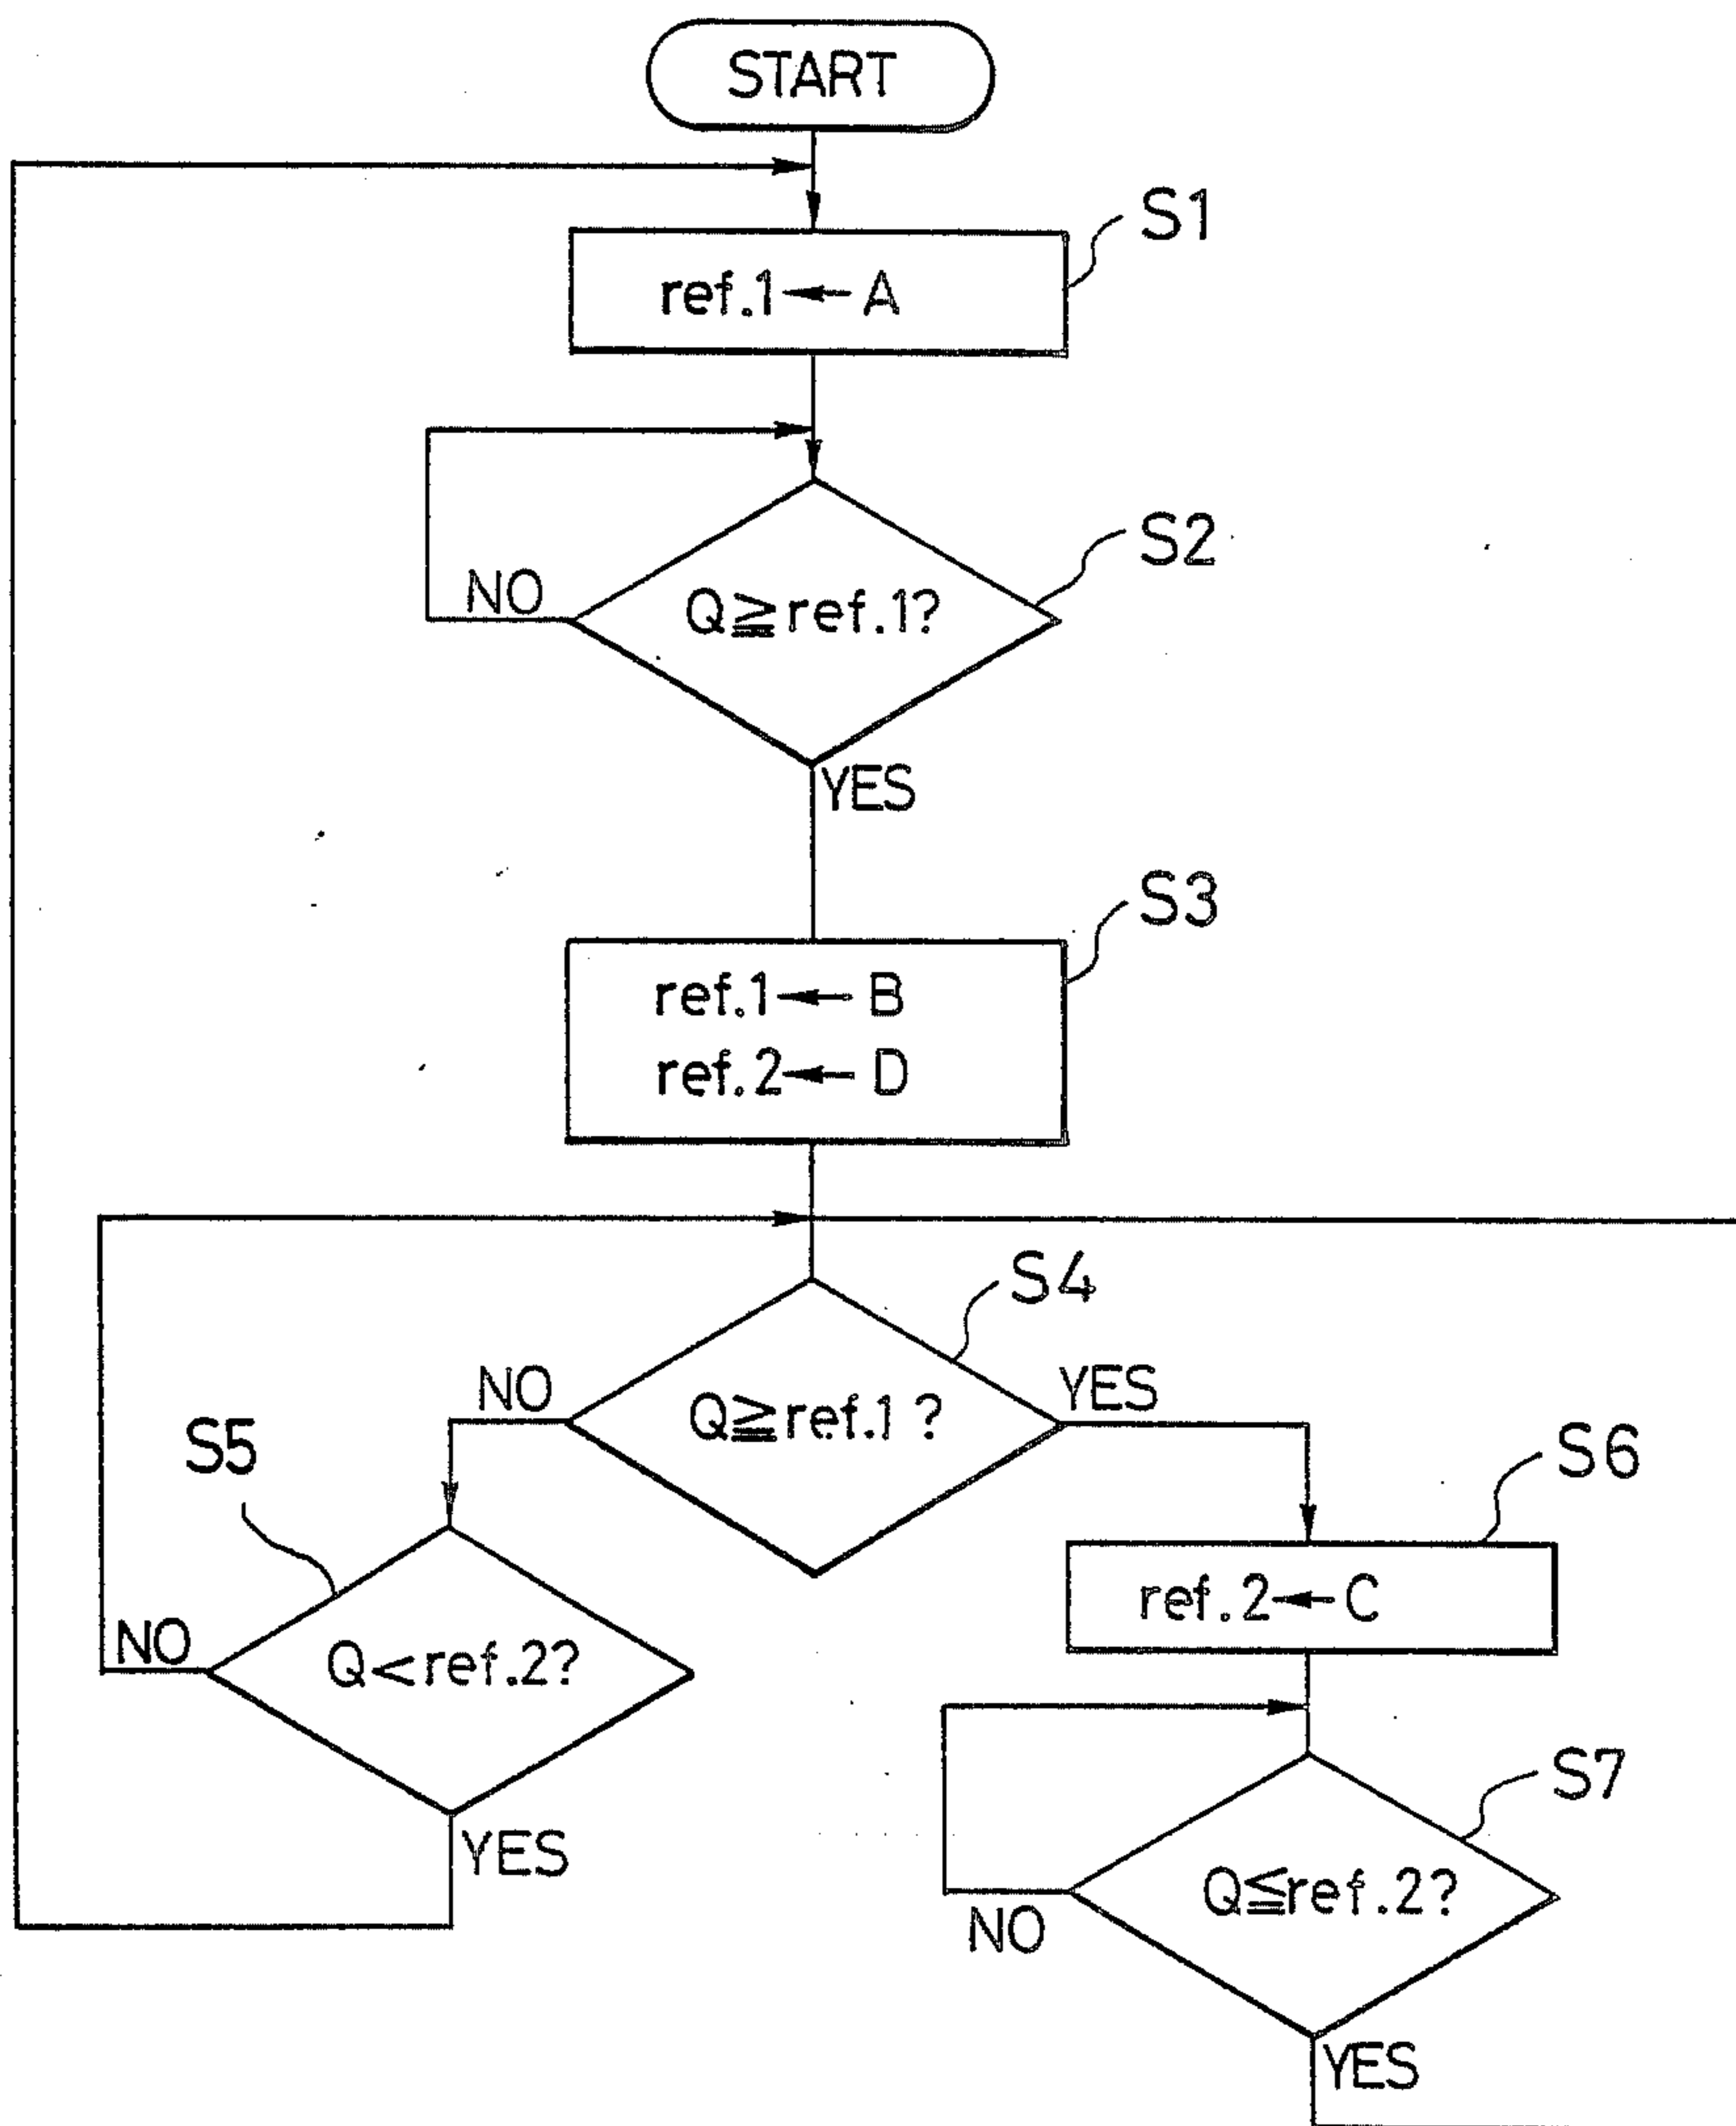 START
S1
ref.1 ← A
S2
NO
Q ≧ ref.1?
YES
S3
ref.1 ← B
ref.2 ← D
S4
NO
YES
Q ≧ ref.1 ?
S5
S6
ref.2 ← C
NO
Q < ref.2?
S7
YES
Q ≦ ref.2?
NO
YES